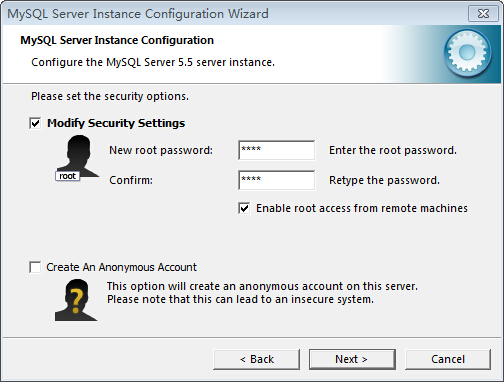 MySQL Server Instance Configuration Wizard
MySQL Server Instance Configuration
Configure the MySQL Server 5.5 server instance.
Please set the security options.
Modify Security Settings
root
New root password: **** Enter the root password.
Confirm: **** Retype the password.
Enable root access from remote machines
Create An Anonymous Account
This option will create an anonymous account on this server.
Please note that this can lead to an insecure system.
< Back Next > Cancel